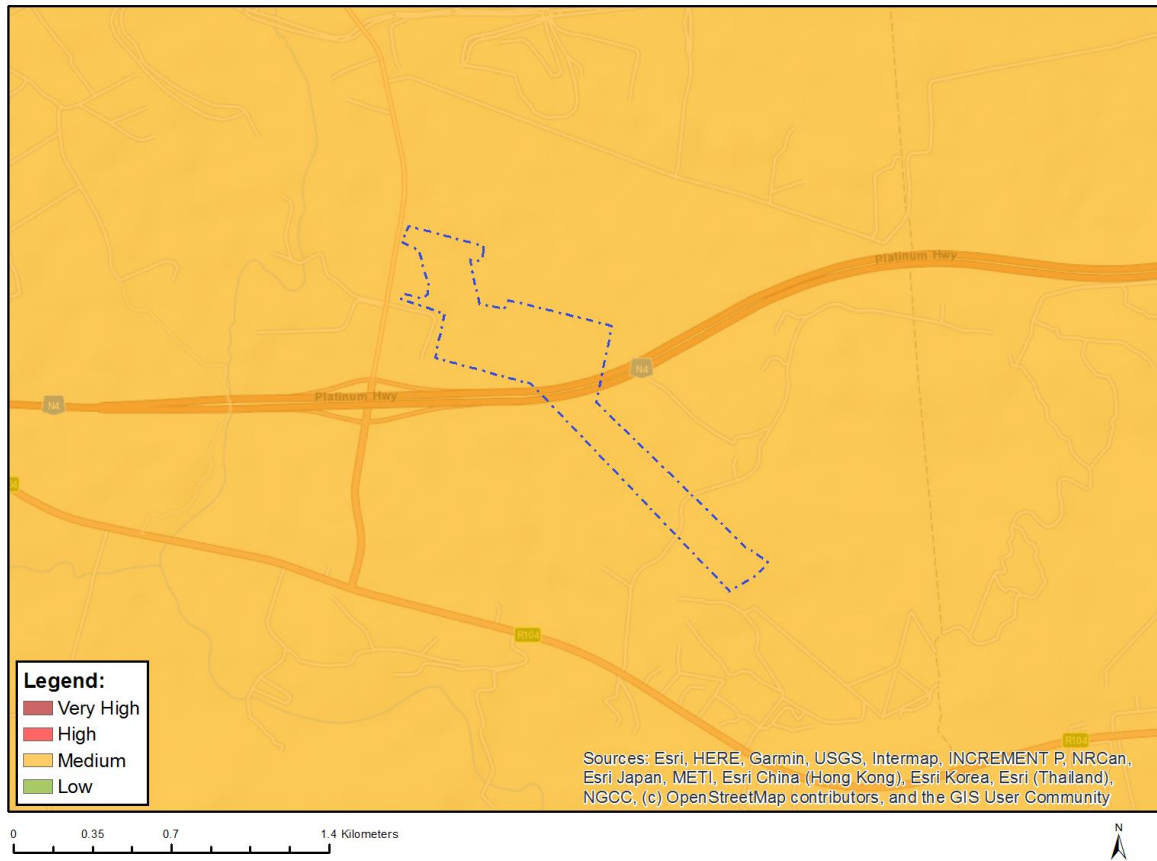 Platinum Hwy
N4
Platinum Hwy
N4
R104
R104
Legend:
Very High
High
Medium
Low
Sources: Esri, HERE, Garmin, USGS, Intermap, INCREMENT P, NRCan,
Esri Japan, METI, Esri China (Hong Kong), Esri Korea, Esri (Thailand),
NGCC, (c) OpenStreetMap contributors, and the GIS User Community
0 0.35 0.7 1.4 Kilometers
N